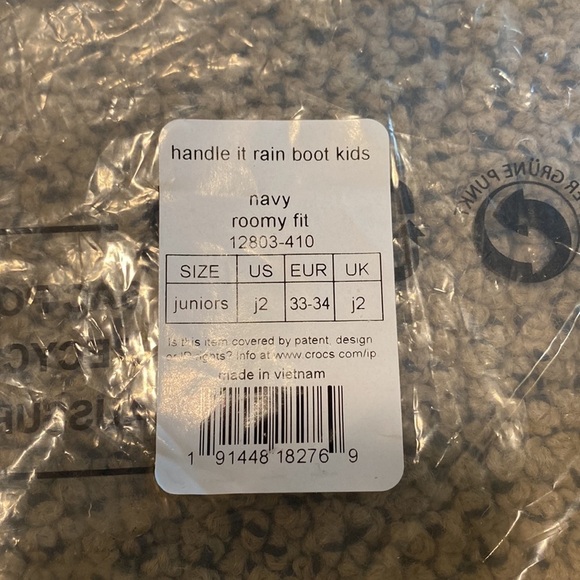 handle it rain boot kids
navy
roomy fit
12803-410
SIZE US EUR UK
juniors j2 33-34 j2
Is this item covered by patent, design
or IP rights? Info at www.crocs.com/ip
made in vietnam
1 91448 18276 9
GRÜNE PUNKT